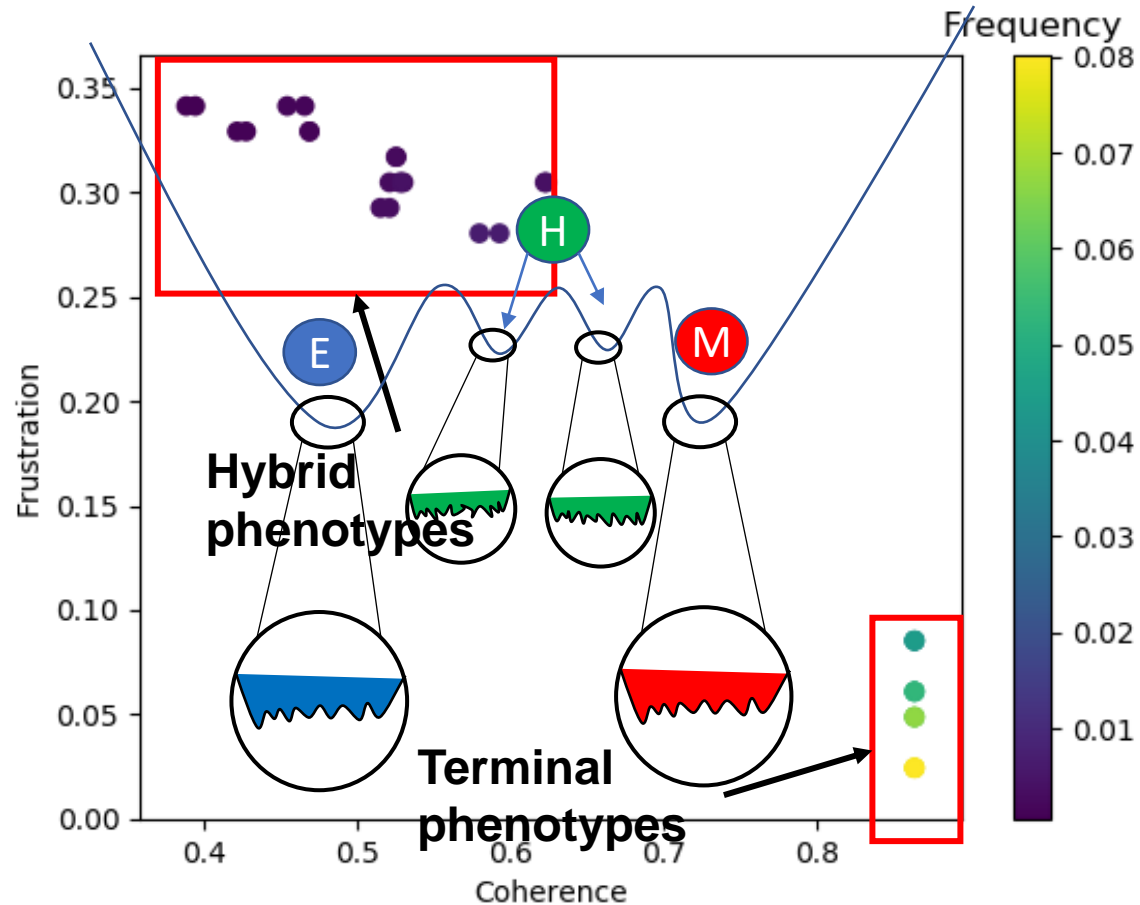 Frequency
0.35
0.30
0.25
0.20
0.15
0.10
0.05
0.00
Frustration
H
E
M
Hybrid
phenotypes
Terminal
phenotypes
0.4
0.5
0.6
0.7
0.8
Coherence
0.08
0.07
0.06
0.05
0.04
0.03
0.02
0.01